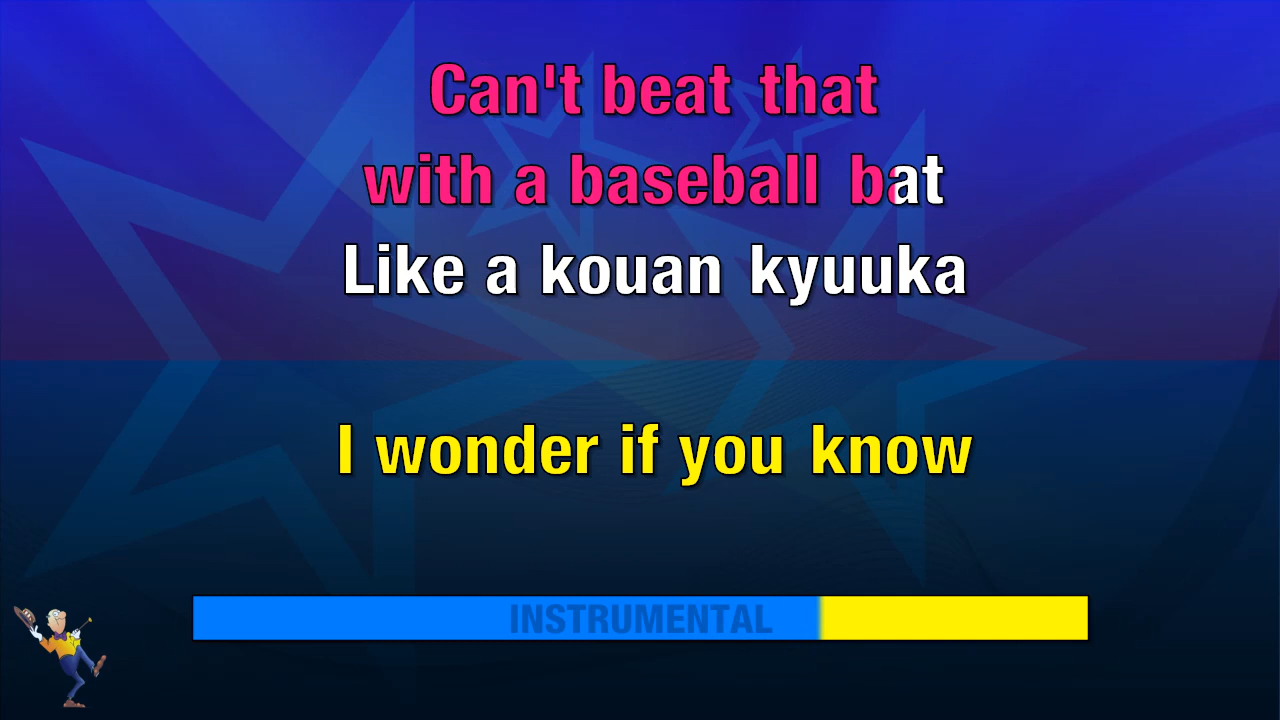 Can't beat that
with a baseball bat
Like a kouan kyuuka
I wonder if you know
INSTRUMENTAL